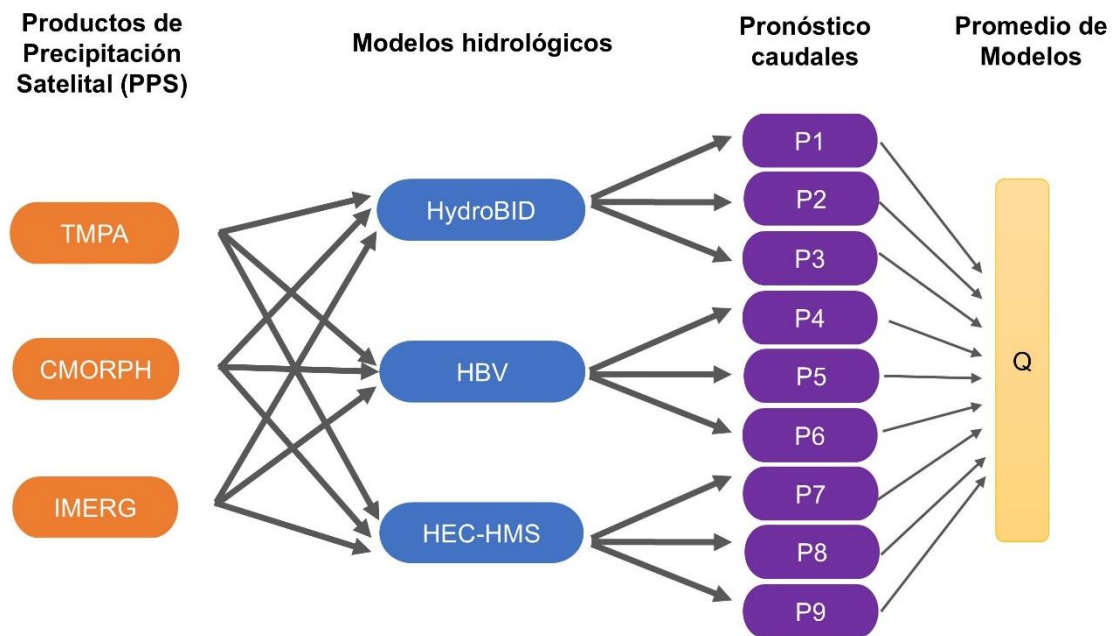 Productos de
Precipitación
Satelital (PPS)
Modelos hidrológicos
Pronóstico
caudales
Promedio de
Modelos
TMPA
CMORPH
IMERG
HydroBID
HBV
HEC-HMS
P1
P2
P3
P4
P5
P6
P7
P8
P9
Q